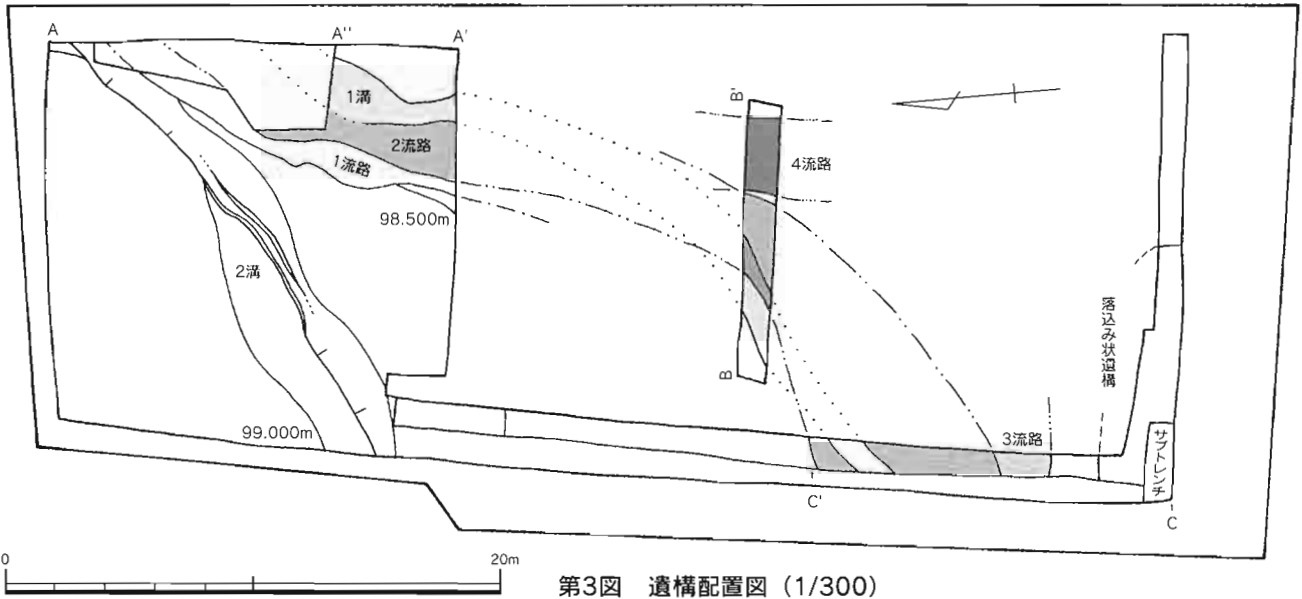 A
A''
A'
B'
1溝
2流路
1流路
4流路
98.500m
2溝
B
落込み状遺構
99.000m
3流路
サブトレンチ
C'
C
0
20m
第3図 遺構配置図（1/300）